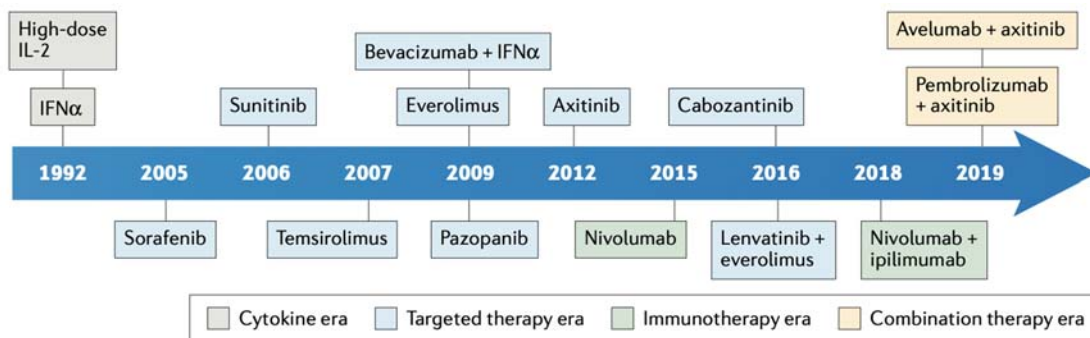 High-dose
IL-2
Bevacizumab + IFNα
Avelumab + axitinib
IFNα
Sunitinib
Everolimus
Axitinib
Cabozantinib
Pembrolizumab
+ axitinib
1992 2005 2006 2007 2009 2012 2015 2016 2018 2019
Sorafenib
Temsirolimus
Pazopanib
Nivolumab
Lenvatinib +
everolimus
Nivolumab +
ipilimumab
Cytokine era
Targeted therapy era
Immunotherapy era
Combination therapy era